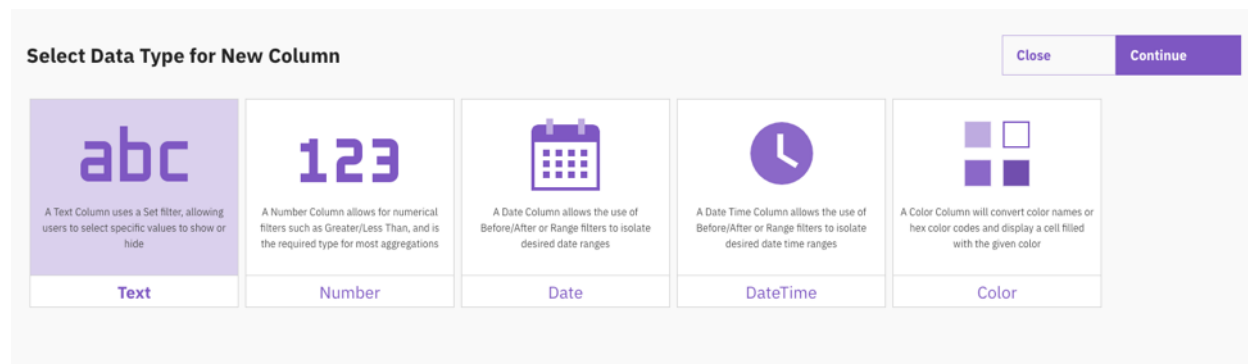 Select Data Type for New Column
Close
Continue
abc
A Text Column uses a Set filter, allowing
users to select specific values to show or
hide
Text
123
A Number Column allows for numerical
filters such as Greater/Less Than, and is
the required type for most aggregations
Number
A Date Column allows the use of
Before/After or Range filters to isolate
desired date ranges
Date
A Date Time Column allows the use of
Before/After or Range filters to isolate
desired date time ranges
DateTime
A Color Column will convert color names or
hex color codes and display a cell filled
with the given color
Color